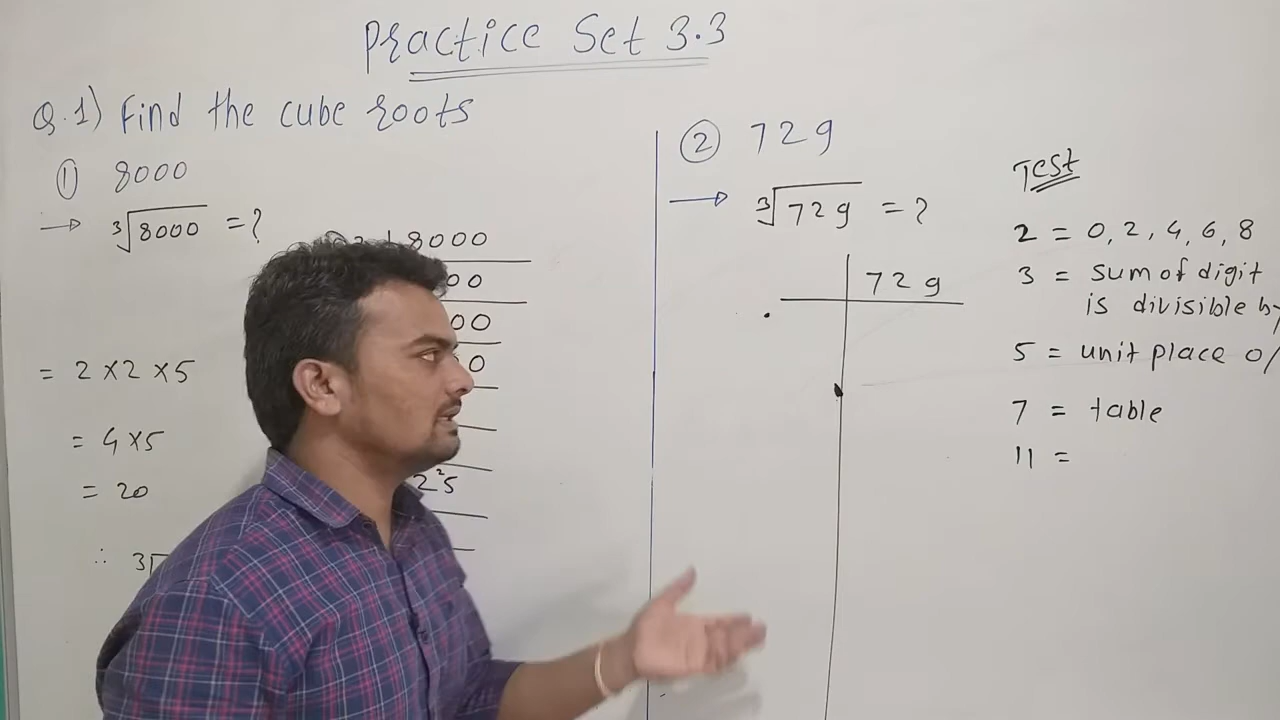 Practice Set 3.3
Q.1) Find the cube roots
① 8000
→ ∛8000 = ?
8000
00
00
0
= 2×2×5
= 4×5
= 20
2²5
∴ 3√
② 729
→ ∛729 = ?
729
Test
2 = 0, 2, 4, 6, 8
3 = sum of digit
is divisible by
5 = unit place 0/
7 = table
11 =